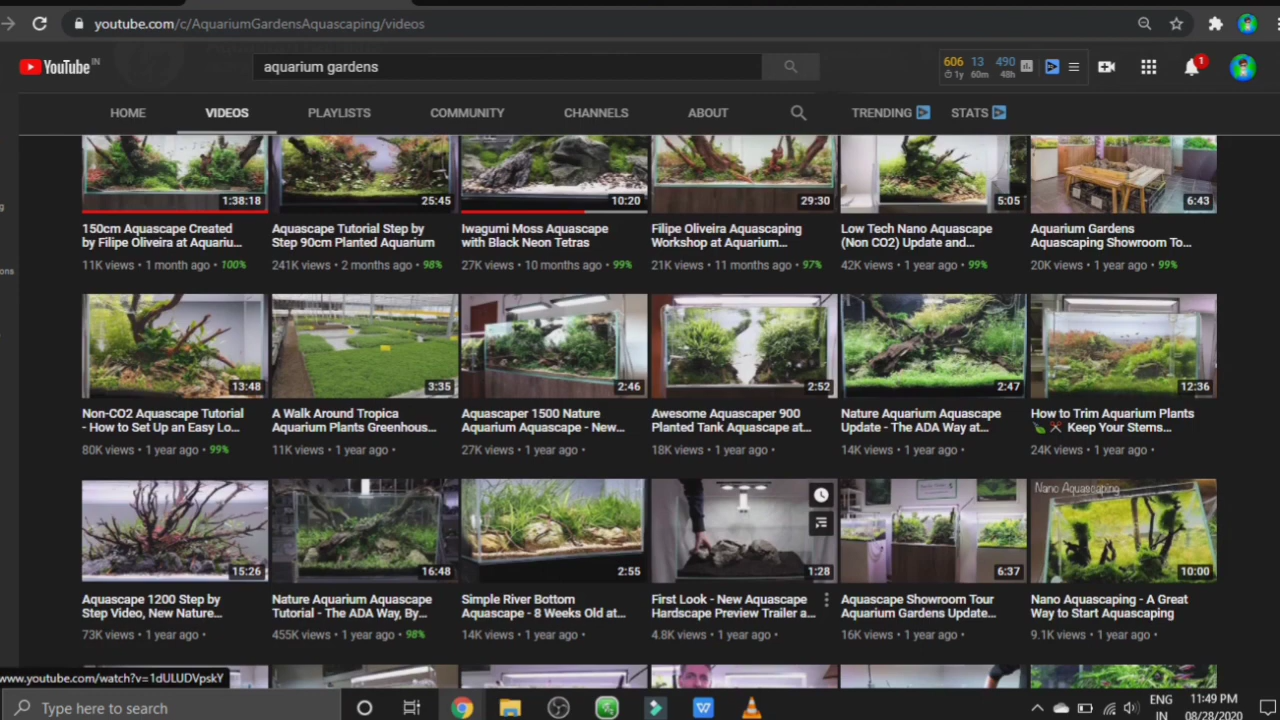 youtube.com/c/AquariumGardensAquascaping/videos
YouTube IN
aquarium gardens
606 13 490
1y 60m 48h
1
HOME VIDEOS PLAYLISTS COMMUNITY CHANNELS ABOUT TRENDING STATS
1:38:18 25:45 10:20 29:30 5:05 6:43
150cm Aquascape Created
by Filipe Oliveira at Aquariu...
11K views • 1 month ago • 100%
Aquascape Tutorial Step by
Step 90cm Planted Aquarium
241K views • 2 months ago • 98%
Iwagumi Moss Aquascape
with Black Neon Tetras
27K views • 10 months ago • 99%
Filipe Oliveira Aquascaping
Workshop at Aquarium...
21K views • 11 months ago • 97%
Low Tech Nano Aquascape
(Non CO2) Update and...
42K views • 1 year ago • 99%
Aquarium Gardens
Aquascaping Showroom To...
20K views • 1 year ago • 99%
13:48 3:35 2:46 2:52 2:47 12:36
Non-CO2 Aquascape Tutorial
- How to Set Up an Easy Lo...
80K views • 1 year ago • 99%
A Walk Around Tropica
Aquarium Plants Greenhous...
11K views • 1 year ago •
Aquascaper 1500 Nature
Aquarium Aquascape - New...
27K views • 1 year ago •
Awesome Aquascaper 900
Planted Tank Aquascape at...
18K views • 1 year ago •
Nature Aquarium Aquascape
Update - The ADA Way at...
14K views • 1 year ago •
How to Trim Aquarium Plants
🌿 ✂️ Keep Your Stems...
24K views • 1 year ago •
Nano Aquascaping
15:26 16:48 2:55 1:28 6:37 10:00
Aquascape 1200 Step by
Step Video, New Nature...
73K views • 1 year ago •
Nature Aquarium Aquascape
Tutorial - The ADA Way, By...
455K views • 1 year ago • 98%
Simple River Bottom
Aquascape - 8 Weeks Old at...
14K views • 1 year ago •
First Look - New Aquascape
Hardscape Preview Trailer a...
4.8K views • 1 year ago •
Aquascape Showroom Tour
Aquarium Gardens Update...
16K views • 1 year ago •
Nano Aquascaping - A Great
Way to Start Aquascaping
9.1K views • 1 year ago •
www.youtube.com/watch?v=1dULUDVpskY
Type here to search
ENG
IN
11:49 PM
08/28/2020